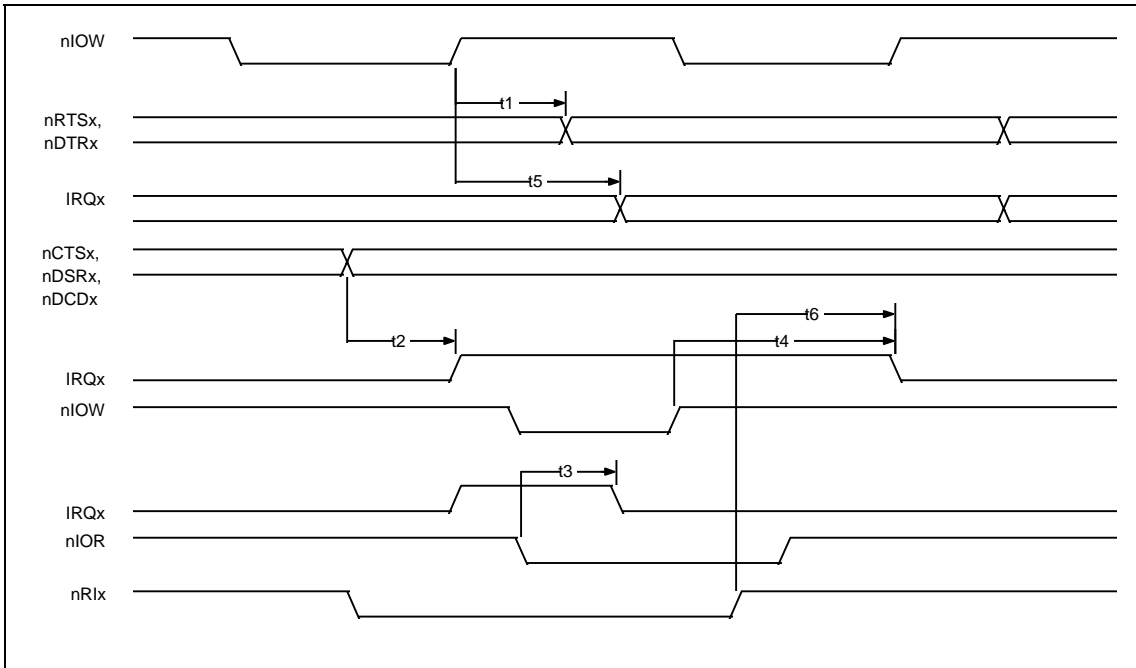 nIOW
t1
nRTSx,
nDTRx
t5
IRQx
nCTSx,
nDSRx,
nDCDx
t6
t2
t4
IRQx
nIOW
t3
IRQx
nIOR
nRIx